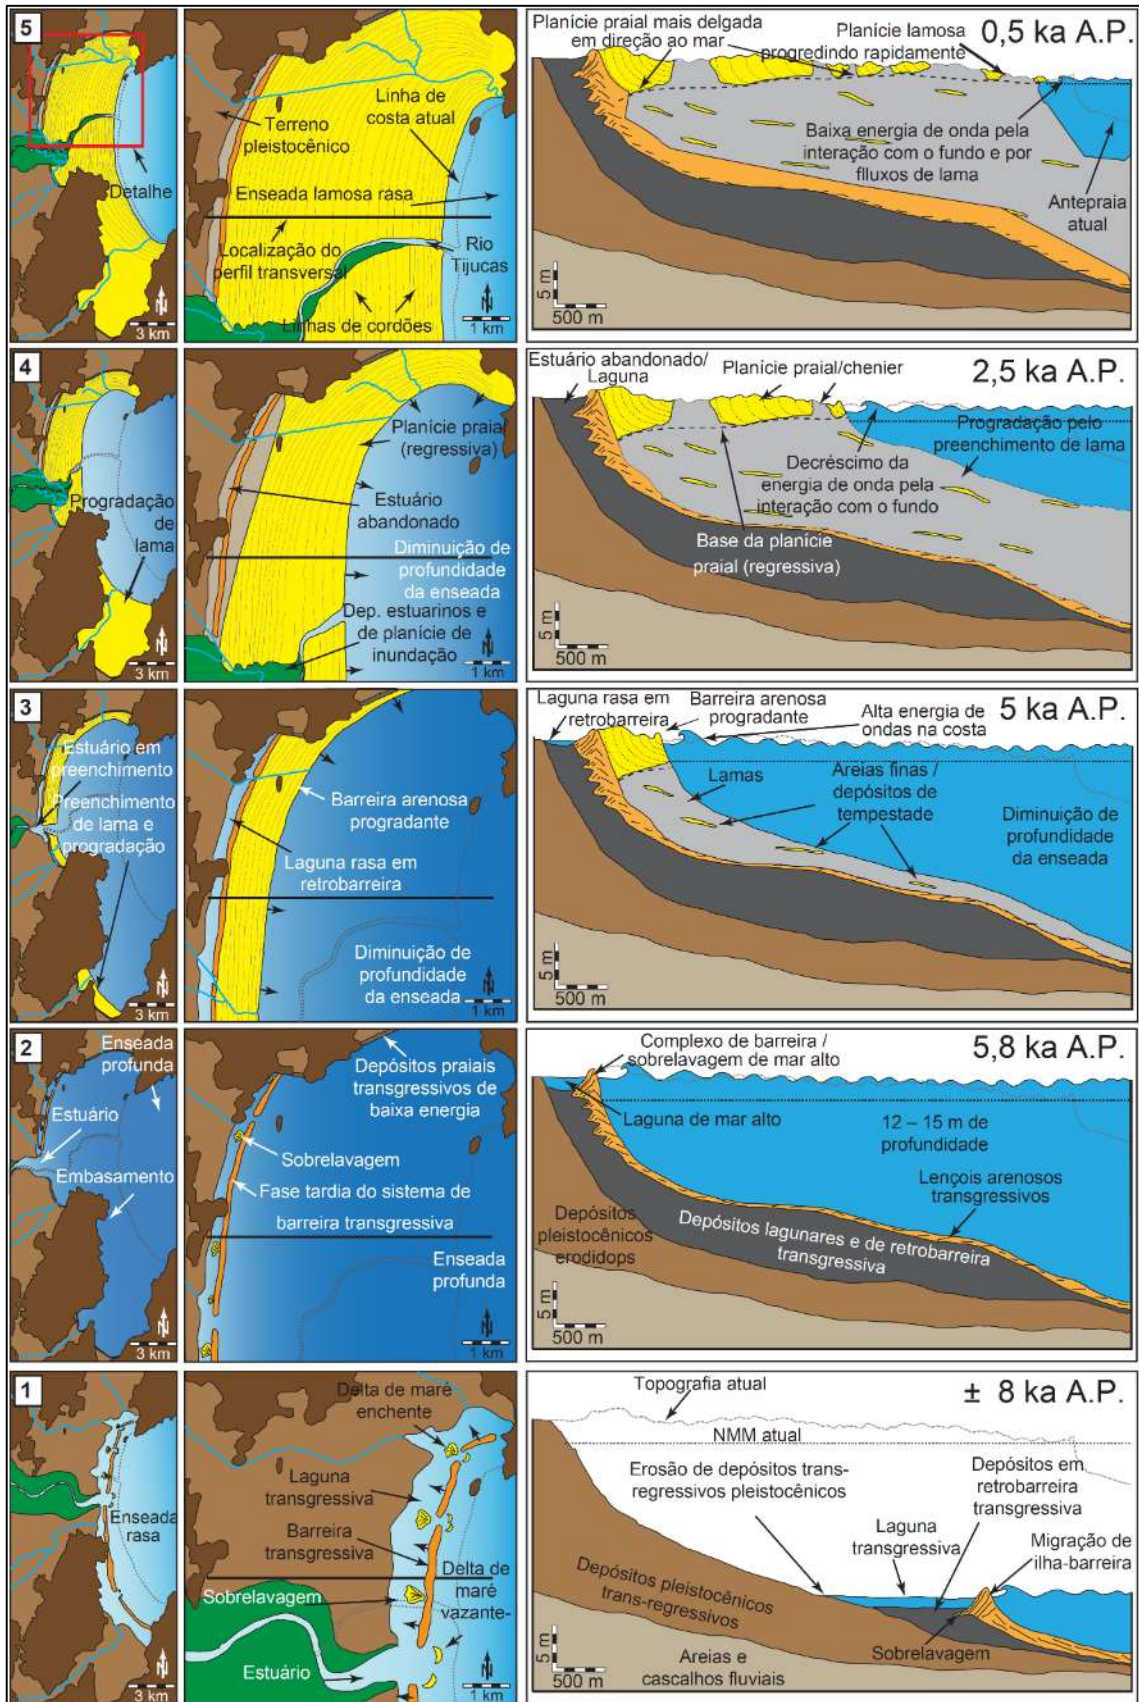 5
Detalhe
N
3 km
Terreno
pleistocênico
Linha de
costa atual
Enseada lamosa rasa
Localização do
perfil transversal
Rio
Tijucas
Linhas de cordões
N
1 km
Planície praial mais delgada
em direção ao mar
Planície lamosa
progredindo rapidamente
0,5 ka A.P.
Baixa energia de onda pela
interação com o fundo e por
flluxos de lama
Antepraia
atual
5 m
500 m
4
Progradação
de
lama
N
3 km
Planície praial
(regressiva)
Estuário
abandonado
Diminuição de
profundidade
da enseada
Dep. estuarinos e
de planície de
inundação
N
1 km
Estuário abandonado/
Laguna
Planície praial/chenier
2,5 ka A.P.
Progradação pelo
preenchimento de lama
Decréscimo da
energia de onda pela
interação com o fundo
Base da planície
praial (regressiva)
5 m
500 m
3
Estuário em
preenchimento
Preenchimento
de lama e
progradação
N
3 km
Barreira arenosa
progradante
Laguna rasa em
retrobarreira
Diminuição de
profundidade
da enseada
N
1 km
Laguna rasa em
retrobarreira
Barreira arenosa
progradante
Alta energia de
ondas na costa
5 ka A.P.
Lamas
Areias finas /
depósitos de
tempestade
Diminuição de
profundidade
da enseada
5 m
500 m
2
Enseada
profunda
Estuário
Embasamento
N
3 km
Depósitos praiais
transgressivos de
baixa energia
Sobrelavagem
Fase tardia do sistema de
barreira transgressiva
Enseada
profunda
N
1 km
Complexo de barreira /
sobrelavagem de mar alto
5,8 ka A.P.
Laguna de mar alto
12 – 15 m de
profundidade
Lençois arenosos
transgressivos
Depósitos
pleistocênicos
erodidops
Depósitos lagunares e de retrobarreira
transgressiva
5 m
500 m
1
Enseada
rasa
N
3 km
Delta de maré
enchente
Laguna
transgressiva
Barreira
transgressiva
Delta de
maré
vazante-
Sobrelavagem
Estuário
N
1 km
Topografia atual
± 8 ka A.P.
NMM atual
Erosão de depósitos trans-
regressivos pleistocênicos
Depósitos em
retrobarreira
transgressiva
Laguna
transgressiva
Migração de
ilha-barreira
Depósitos pleistocênicos
trans-regressivos
Sobrelavagem
Areias e
cascalhos fluviais
5 m
500 m